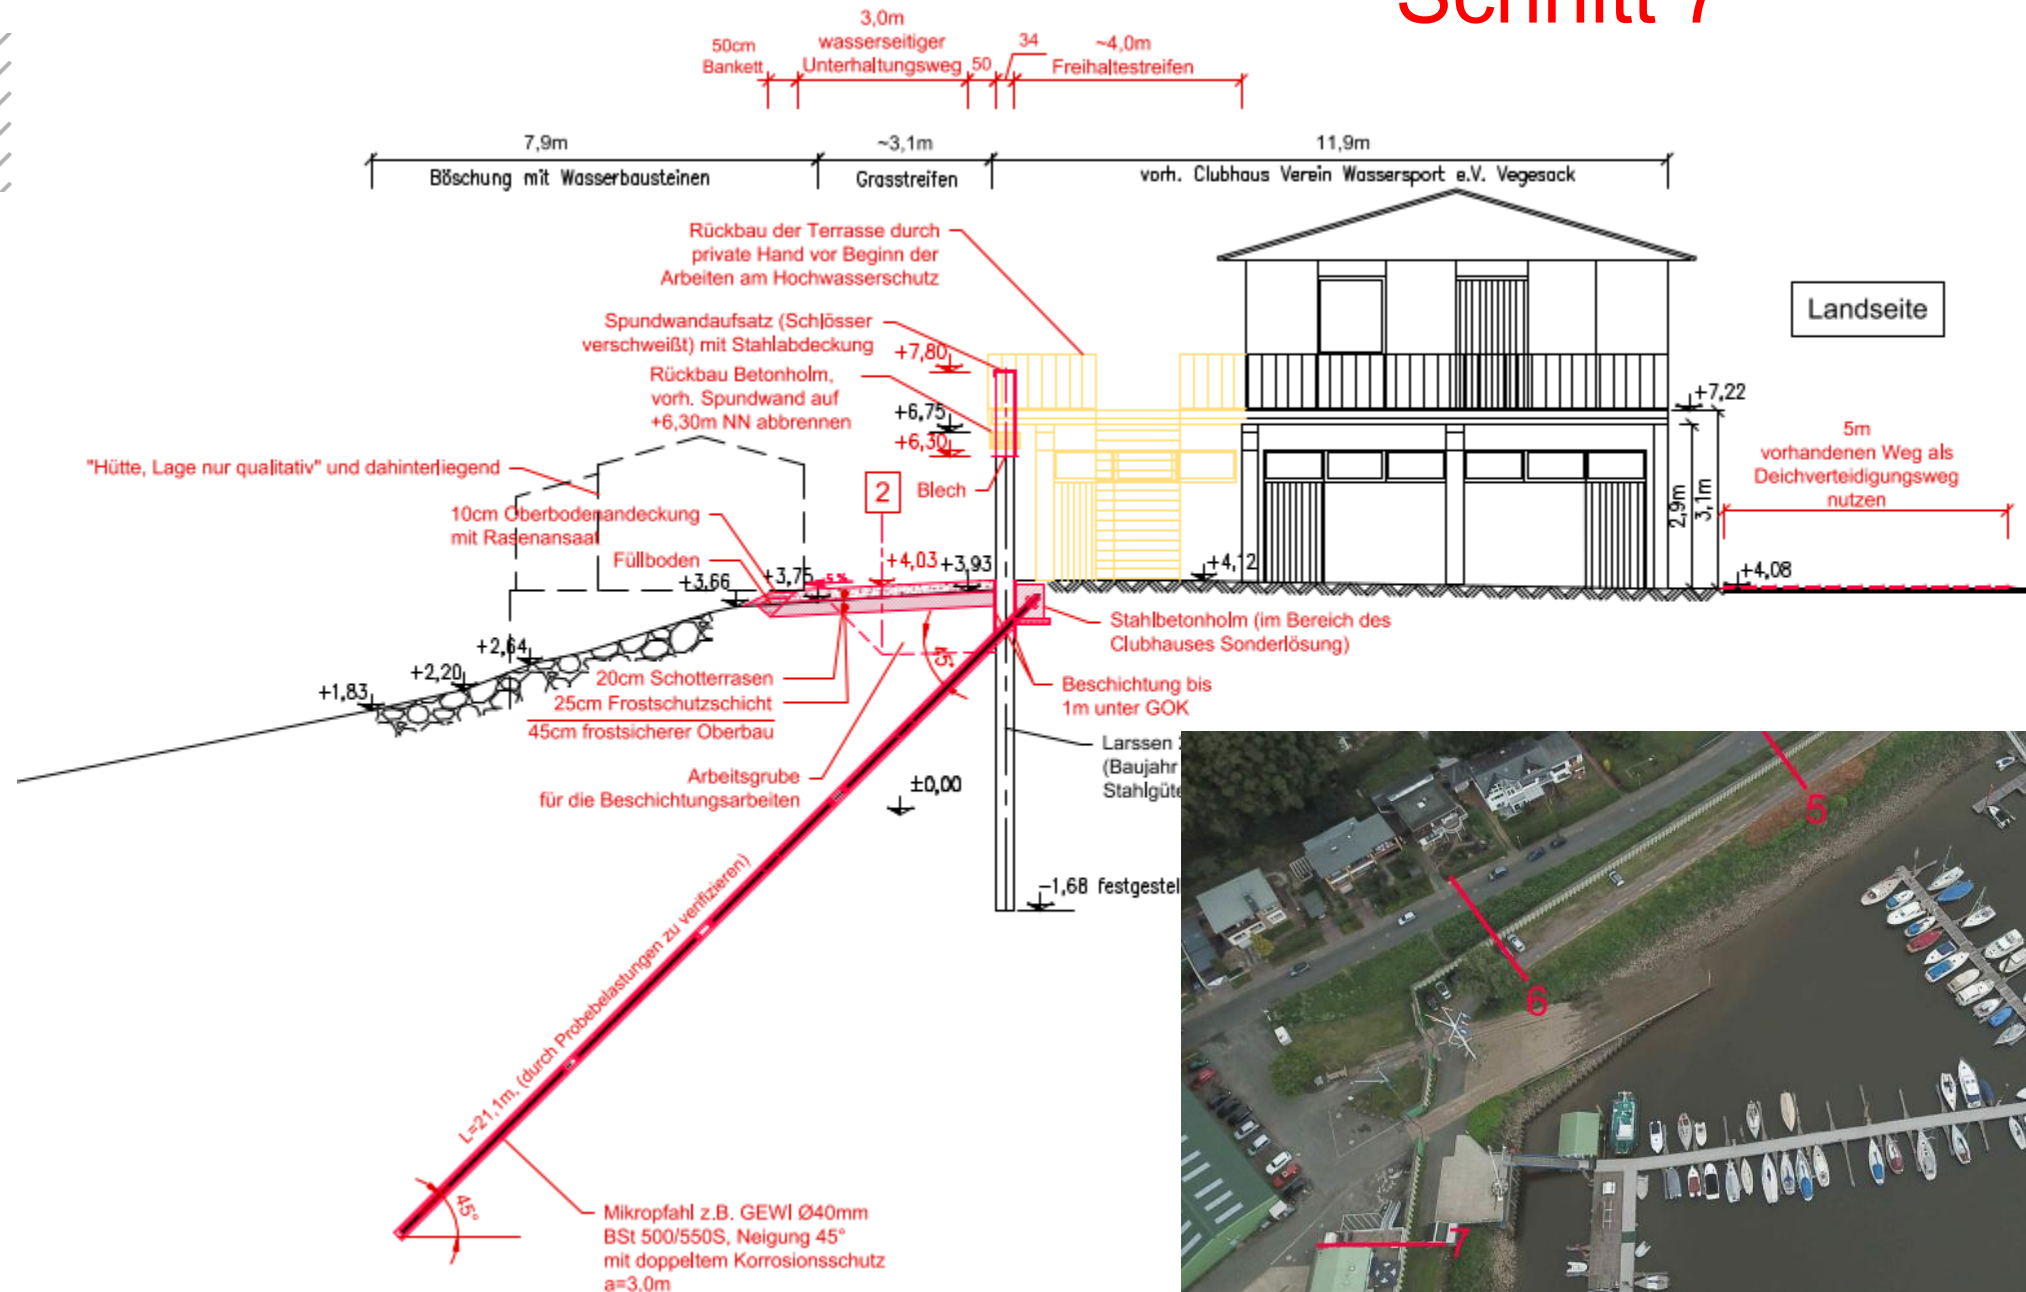 Schnitt 7
3,0m
wasserseitiger
Unterhaltungsweg
50cm
Bankett
50
34
~4,0m
Freihaltestreifen
7,9m
~3,1m
11,9m
Böschung mit Wasserbausteinen
Grasstreifen
vorh. Clubhaus Verein Wassersport e.V. Vegesack
Rückbau der Terrasse durch
private Hand vor Beginn der
Arbeiten am Hochwasserschutz
Landseite
Spundwandaufsatz (Schlösser
verschweißt) mit Stahlabdeckung
+7,80
Rückbau Betonholm,
vorh. Spundwand auf
+6,30m NN abbrennen
+6,75
+6,30
+7,22
5m
vorhandenen Weg als
Deichverteidigungsweg
nutzen
"Hütte, Lage nur qualitativ" und dahinterliegend
2
Blech
2,9m
3,1m
10cm Oberbodenandeckung
mit Rasenansaat
Füllboden
+3,66
+3,75
5%
+4,03
+3,93
+4,12
+4,08
Stahlbetonholm (im Bereich des
Clubhauses Sonderlösung)
+2,64
+2,20
+1,83
45°
20cm Schotterrasen
25cm Frostschutzschicht
45cm frostsicherer Oberbau
Beschichtung bis
1m unter GOK
Larssen
(Baujahr
Stahlgüte
Arbeitsgrube
für die Beschichtungsarbeiten
±0,00
-1,68 festgestel
L=21,1m, (durch Probebelastungen zu verifizieren)
45°
Mikropfahl z.B. GEWI Ø40mm
BSt 500/550S, Neigung 45°
mit doppeltem Korrosionsschutz
a=3,0m
5
6
7